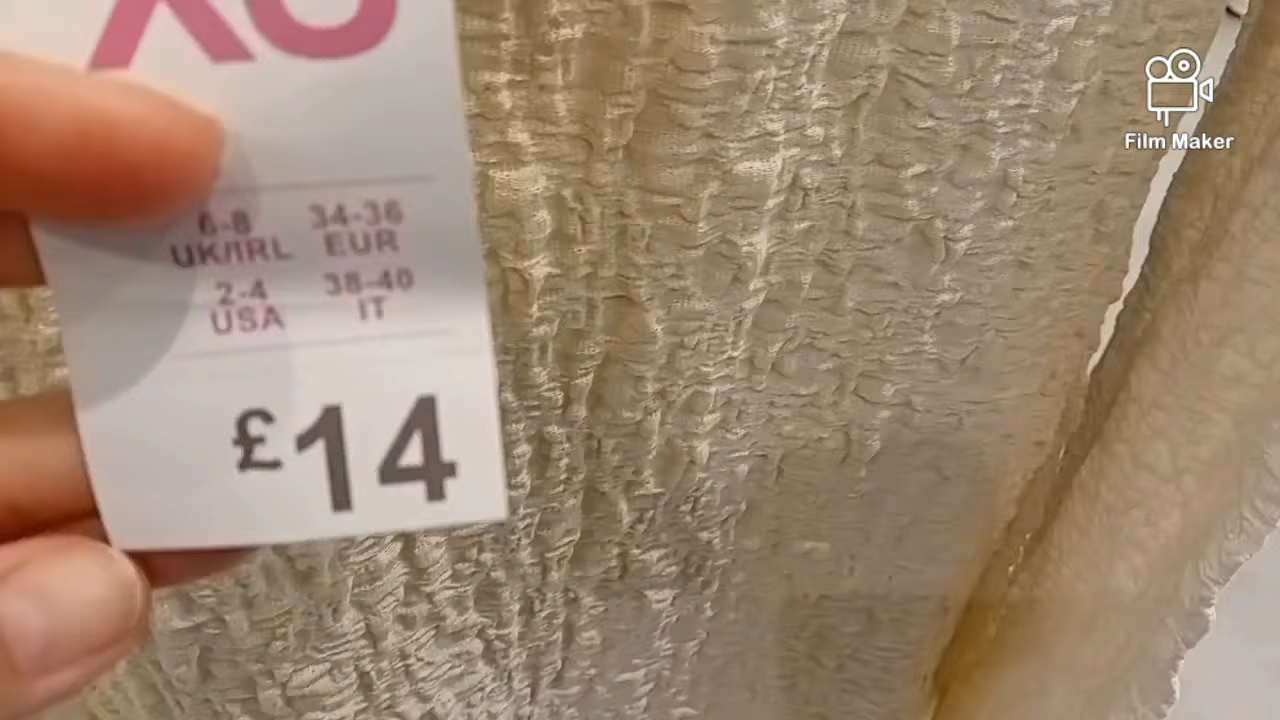 XS
6-8 34-36
UK/IRL EUR
2-4 38-40
USA IT
£14
Film Maker